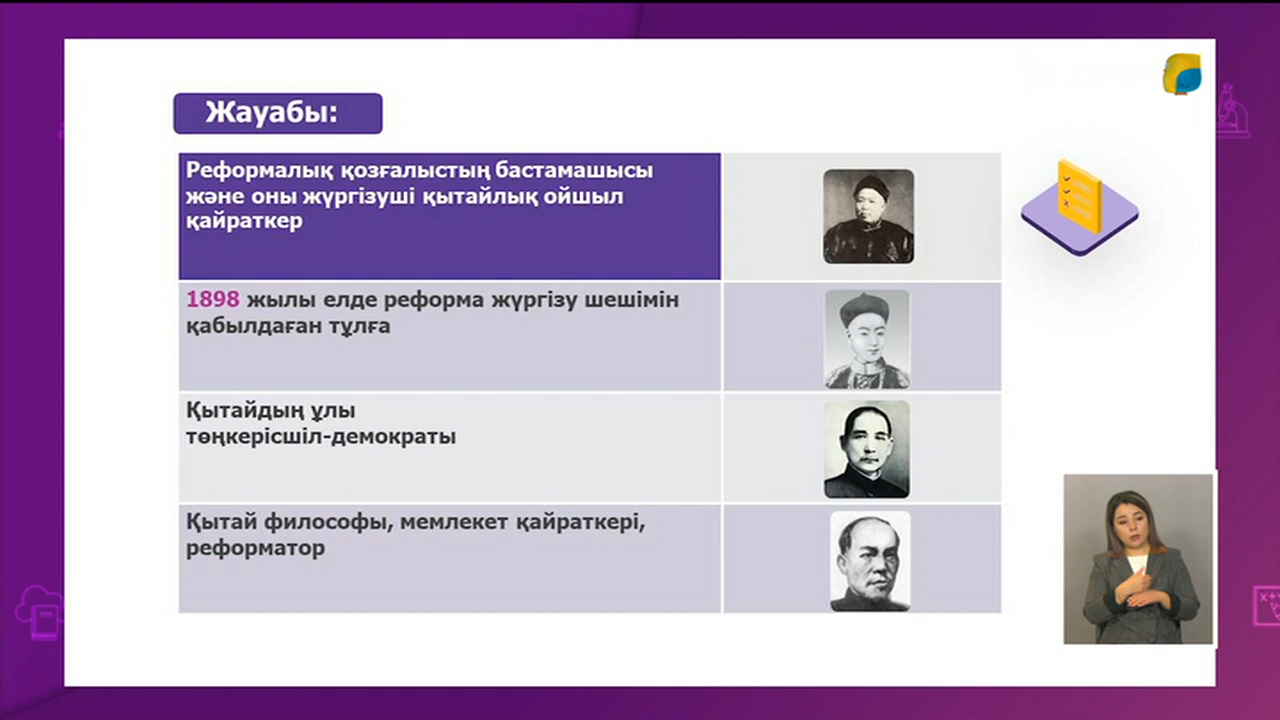 Жауабы:
Реформалық қозғалыстың бастамашысы
және оны жүргізуші қытайлық ойшыл
қайраткер
1898 жылы елде реформа жүргізу шешімін
қабылдаған тұлға
Қытайдың ұлы
төңкерісшіл-демократы
Қытай философы, мемлекет қайраткері,
реформатор